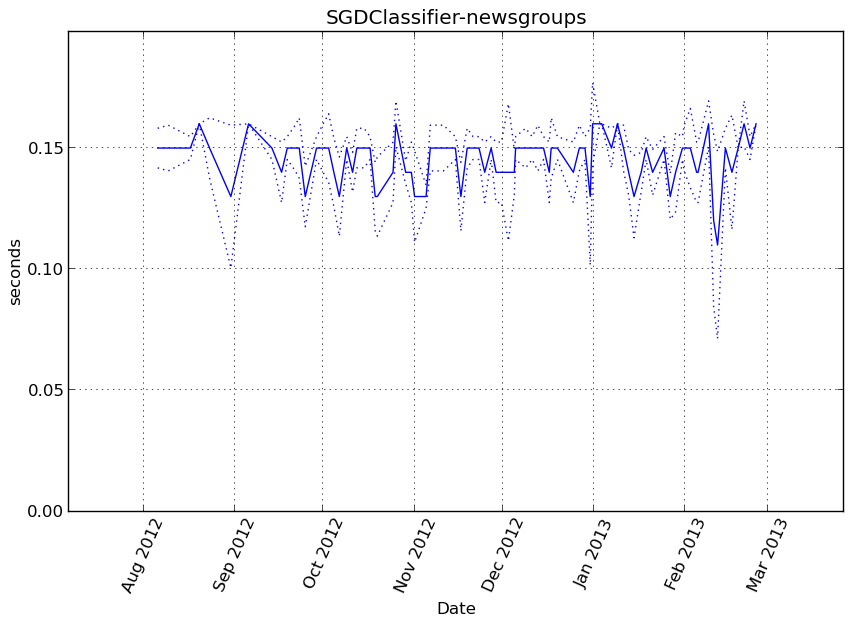 SGDClassifier-newsgroups
0.15
0.10
0.05
0.00
seconds
Aug 2012
Sep 2012
Oct 2012
Nov 2012
Dec 2012
Jan 2013
Feb 2013
Mar 2013
Date